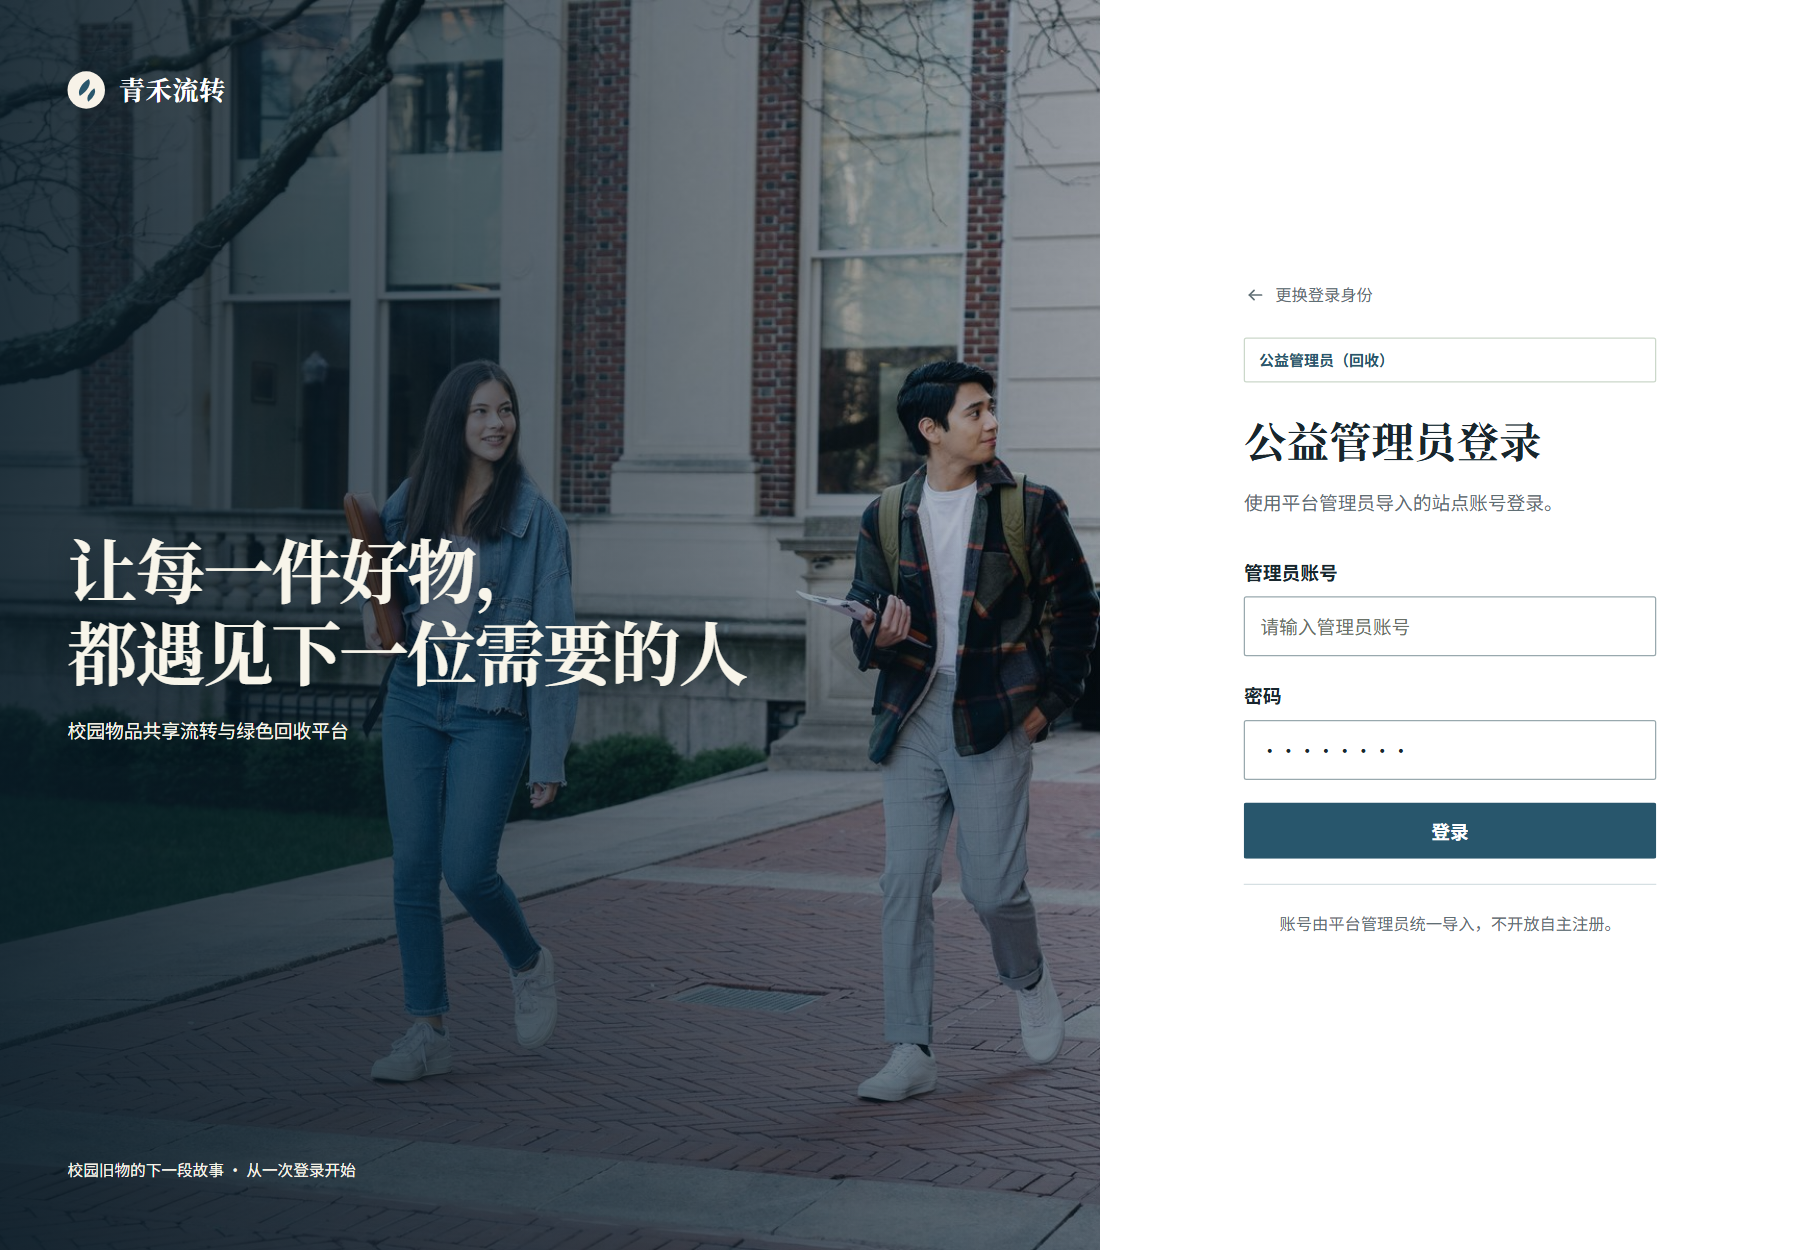 青禾流转
让每一件好物，
都遇见下一位需要的人
校园物品共享流转与绿色回收平台
校园旧物的下一段故事 · 从一次登录开始
← 更换登录身份
公益管理员（回收）
公益管理员登录
使用平台管理员导入的站点账号登录。
管理员账号
请输入管理员账号
密码
········
登录
账号由平台管理员统一导入，不开放自主注册。